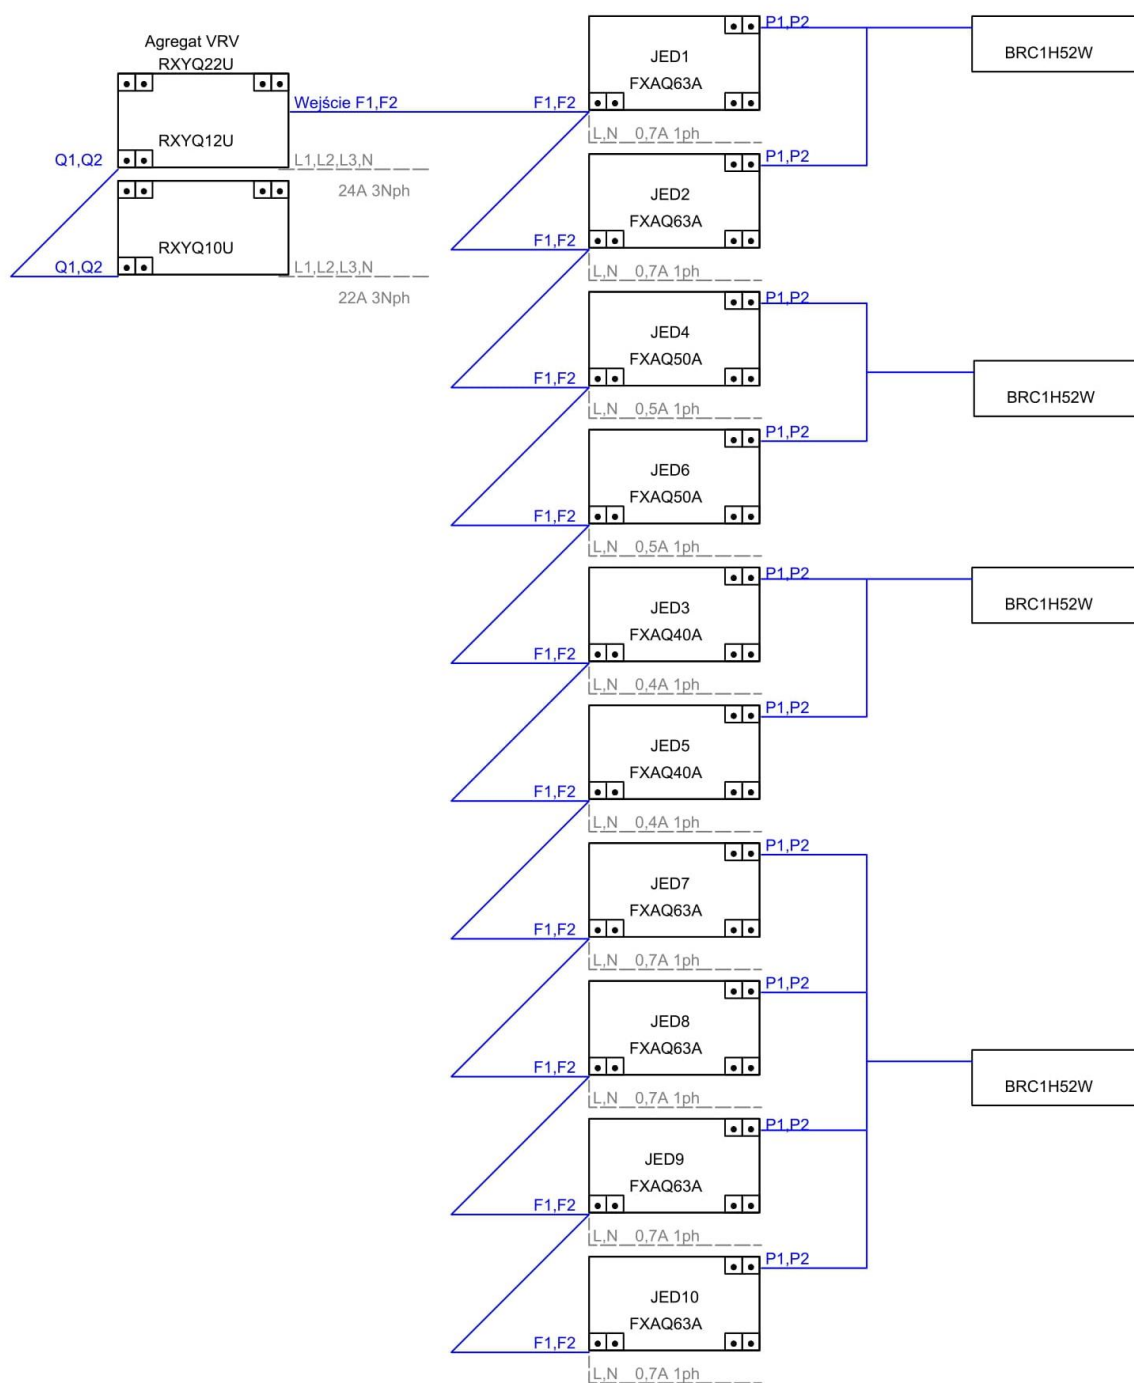 Agregat VRV
RXYQ22U
RXYQ12U
Wejście F1,F2
Q1,Q2
L1,L2,L3,N
24A 3Nph
RXYQ10U
Q1,Q2
L1,L2,L3,N
22A 3Nph
JED1
FXAQ63A
P1,P2
F1,F2
L,N 0,7A 1ph
BRC1H52W
JED2
FXAQ63A
P1,P2
F1,F2
L,N 0,7A 1ph
JED4
FXAQ50A
P1,P2
F1,F2
L,N 0,5A 1ph
BRC1H52W
JED6
FXAQ50A
P1,P2
F1,F2
L,N 0,5A 1ph
JED3
FXAQ40A
P1,P2
F1,F2
L,N 0,4A 1ph
BRC1H52W
JED5
FXAQ40A
P1,P2
F1,F2
L,N 0,4A 1ph
JED7
FXAQ63A
P1,P2
F1,F2
L,N 0,7A 1ph
JED8
FXAQ63A
P1,P2
F1,F2
L,N 0,7A 1ph
BRC1H52W
JED9
FXAQ63A
P1,P2
F1,F2
L,N 0,7A 1ph
JED10
FXAQ63A
P1,P2
F1,F2
L,N 0,7A 1ph